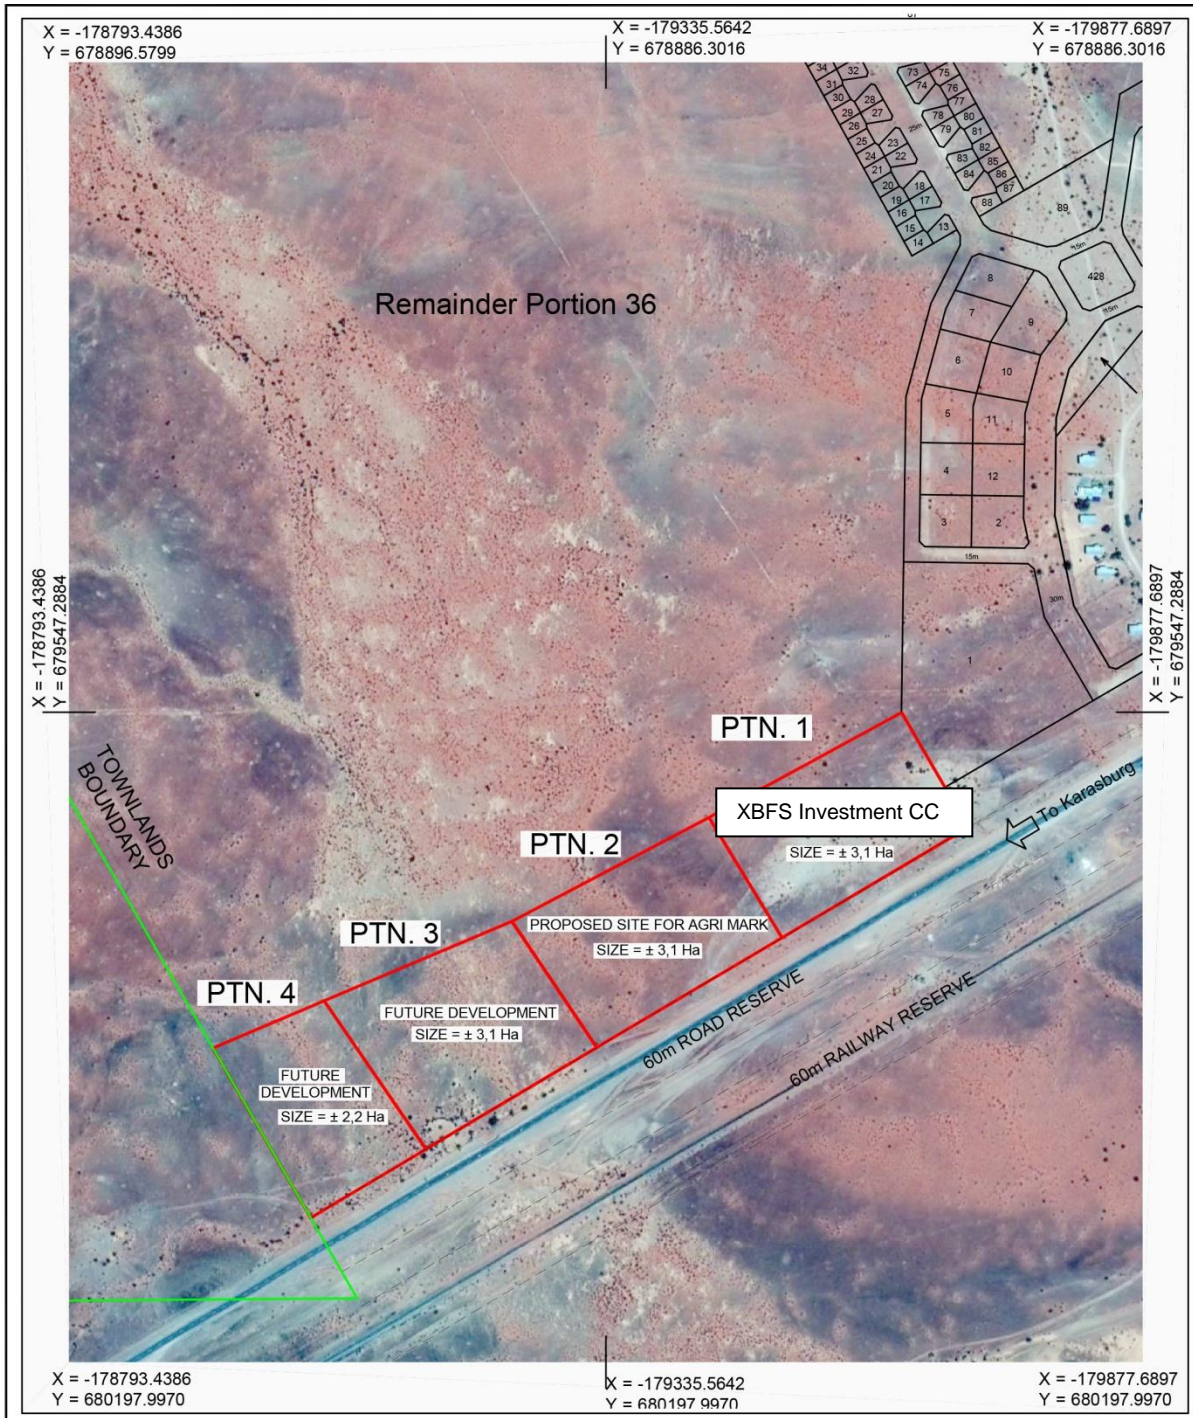 X = -178793.4386
Y = 678896.5799
X = -179335.5642
Y = 678886.3016
X = -179877.6897
Y = 678886.3016
34
32
31
30
29
28
27
26
25
24
23
22
21
20
19
18
17
16
15
14
13
25m
73
74
75
76
77
78
79
80
81
82
83
84
85
86
87
88
89
15m
428
15m
Remainder Portion 36
8
7
9
6
10
5
11
4
12
3
2
15m
30m
1
X = -178793.4386
Y = 679547.2884
X = -179877.6897
Y = 679547.2884
TOWNLANDS
BOUNDARY
PTN. 1
XBFS Investment CC
SIZE = ± 3,1 Ha
To Karasburg
PTN. 2
PROPOSED SITE FOR AGRI MARK
SIZE = ± 3,1 Ha
PTN. 3
FUTURE DEVELOPMENT
SIZE = ± 3,1 Ha
PTN. 4
FUTURE
DEVELOPMENT
SIZE = ± 2,2 Ha
60m ROAD RESERVE
60m RAILWAY RESERVE
X = -178793.4386
Y = 680197.9970
X = -179335.5642
Y = 680197.9970
X = -179877.6897
Y = 680197.9970